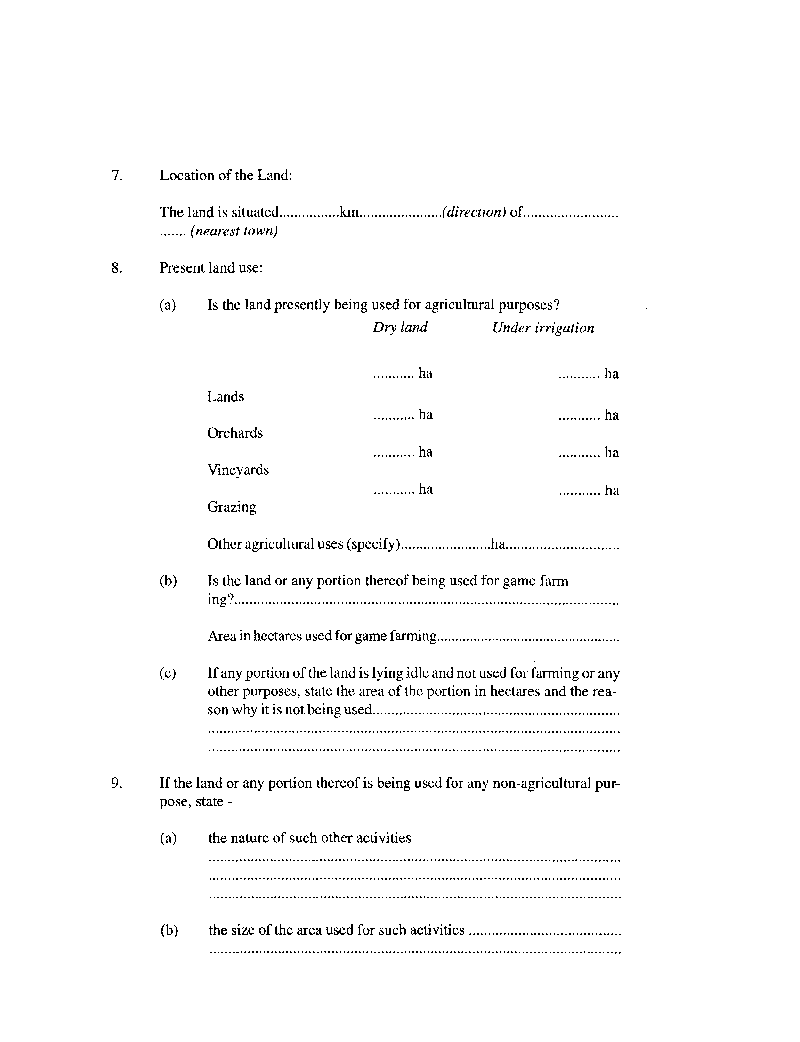 7. Location of the Land:
The land is situated................km......................(direction) of.........................
....... (nearest town)
8. Present land use:
(a) Is the land presently being used for agricultural purposes?
Dry land Under irrigation
........... ha ........... ha
Lands
........... ha ........... ha
Orchards
........... ha ........... ha
Vineyards
........... ha ........... ha
Grazing
Other agricultural uses (specify)........................ha..............................
(b) Is the land or any portion thereof being used for game farm
ing?.....................................................................................................
Area in hectares used for game farming................................................
(c) If any portion of the land is lying idle and not used for farming or any
other purposes, state the area of the portion in hectares and the rea-
son why it is not being used.................................................................
............................................................................................................
............................................................................................................
9. If the land or any portion thereof is being used for any non-agricultural pur-
pose, state -
(a) the nature of such other activities
............................................................................................................
............................................................................................................
............................................................................................................
(b) the size of the area used for such activities ........................................
............................................................................................................